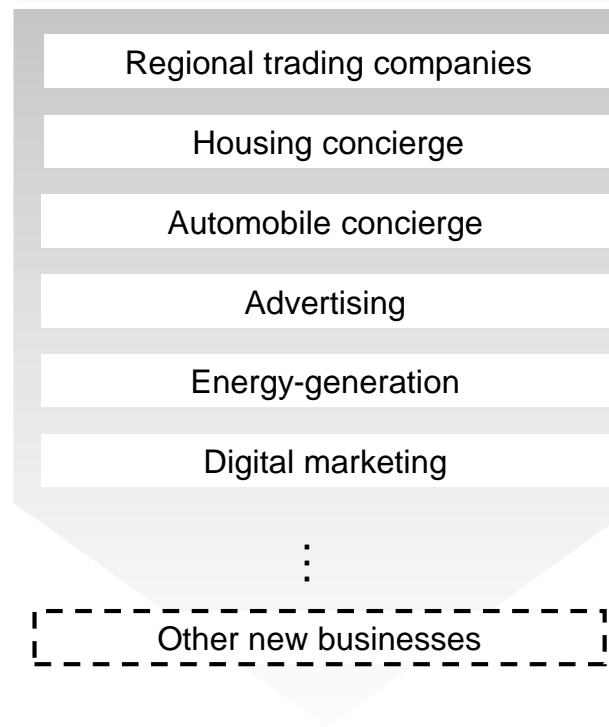 Regional trading companies
Housing concierge
Automobile concierge
Advertising
Energy-generation
Digital marketing
⋮
Other new businesses